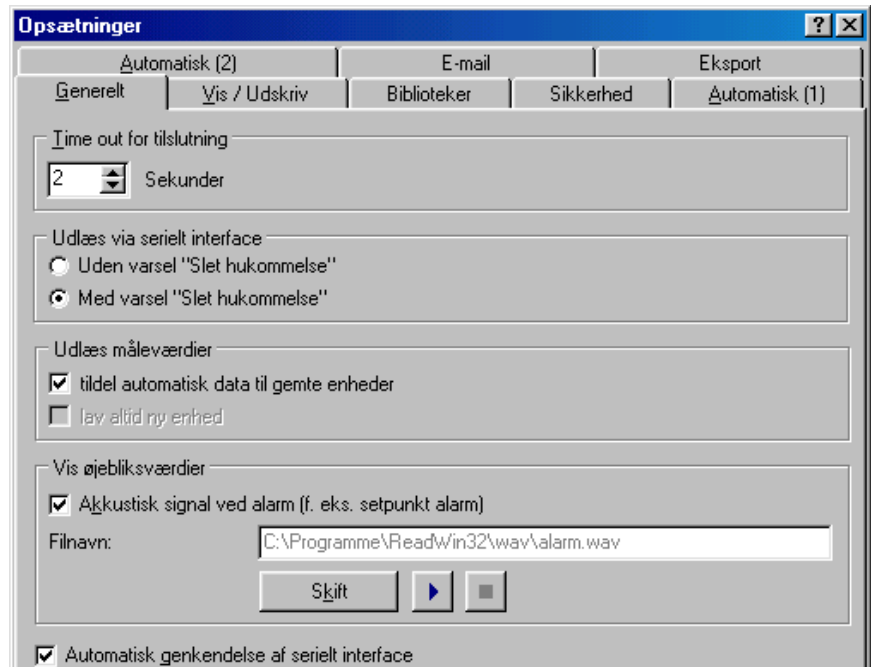 Opsætninger
Automatisk (2) E-mail Eksport
Generelt Vis / Udskriv Biblioteker Sikkerhed Automatisk (1)
Time out for tilslutning
2 Sekunder
Udlæs via serielt interface
Uden varsel "Slet hukommelse"
Med varsel "Slet hukommelse"
Udlæs måleværdier
tildel automatisk data til gemte enheder
lav altid ny enhed
Vis øjebliksværdier
Akkustisk signal ved alarm (f. eks. setpunkt alarm)
Filnavn: C:\Programme\ReadWin32\wav\alarm.wav
Skift
Automatisk genkendelse af serielt interface